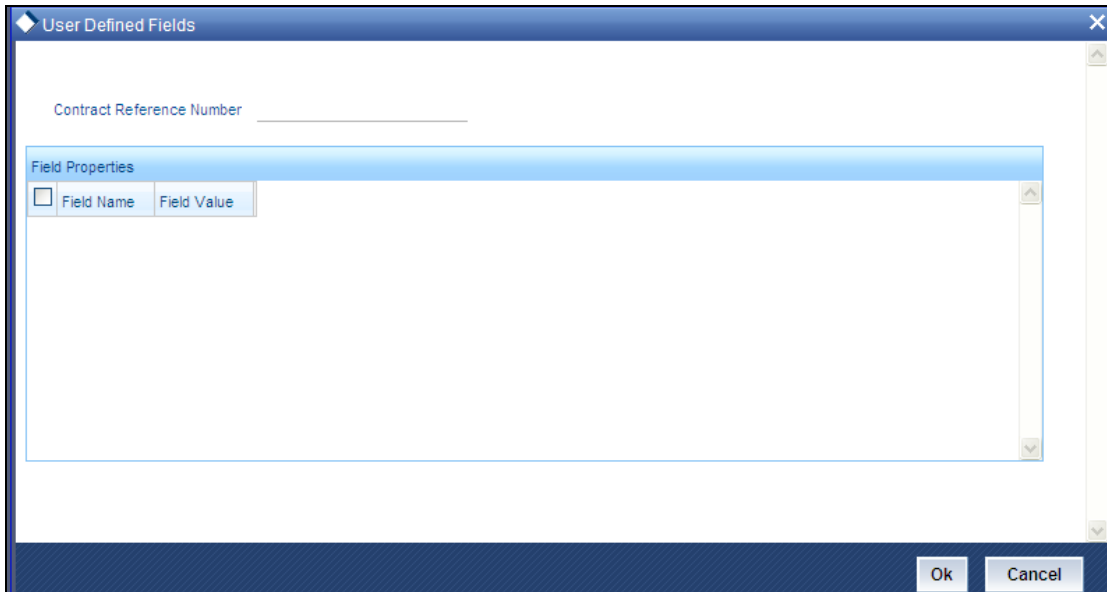 User Defined Fields
Contract Reference Number
Field Properties
Field Name Field Value
Ok Cancel